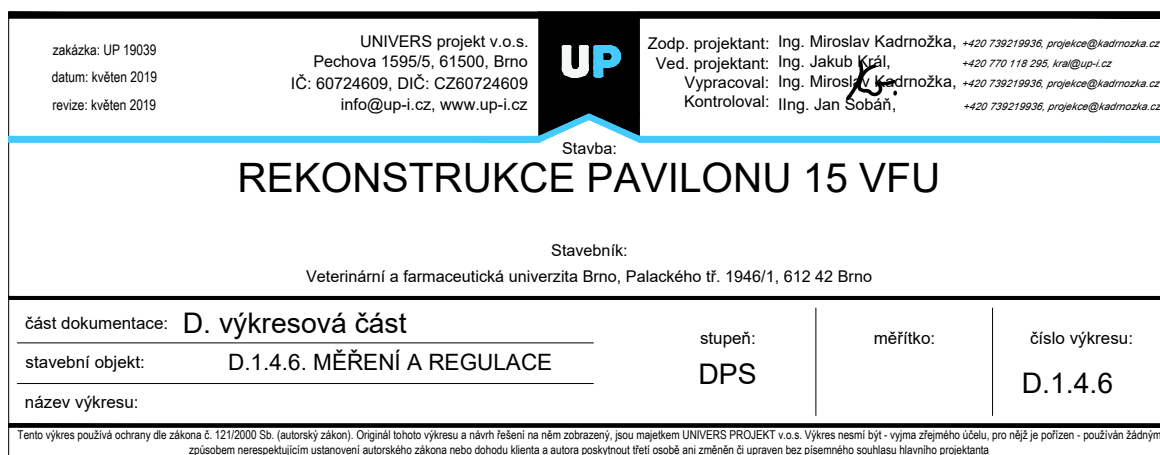 zakázka: UP 19039
datum: květen 2019
revize: květen 2019
UNIVERS projekt v.o.s.
Pechova 1595/5, 61500, Brno
IČ: 60724609, DIČ: CZ60724609
info@up-i.cz, www.up-i.cz
UP
Zodp. projektant: Ing. Miroslav Kadrnožka, +420 739219936, projekce@kadrnozka.cz
Ved. projektant: Ing. Jakub Král, +420 770 118 295, kral@up-i.cz
Vypracoval: Ing. Miroslav Kadrnožka, +420 739219936, projekce@kadrnozka.cz
Kontroloval: IIng. Jan Šobáň, +420 739219936, projekce@kadrnozka.cz
Stavba:
REKONSTRUKCE PAVILONU 15 VFU
Stavebník:
Veterinární a farmaceutická univerzita Brno, Palackého tř. 1946/1, 612 42 Brno
část dokumentace: D. výkresová část
stavební objekt: D.1.4.6. MĚŘENÍ A REGULACE
název výkresu:
stupeň:
DPS
měřítko:
číslo výkresu:
D.1.4.6
Tento výkres používá ochrany dle zákona č. 121/2000 Sb. (autorský zákon). Originál tohoto výkresu a návrh řešení na něm zobrazený, jsou majetkem UNIVERS PROJEKT v.o.s. Výkres nesmí být - vyjma zřejmého účelu, pro nějž je pořízen - používán žádným
způsobem nerespektujícím ustanovení autorského zákona nebo dohodu klienta a autora poskytnout třetí osobě ani změněn či upraven bez písemného souhlasu hlavního projektanta